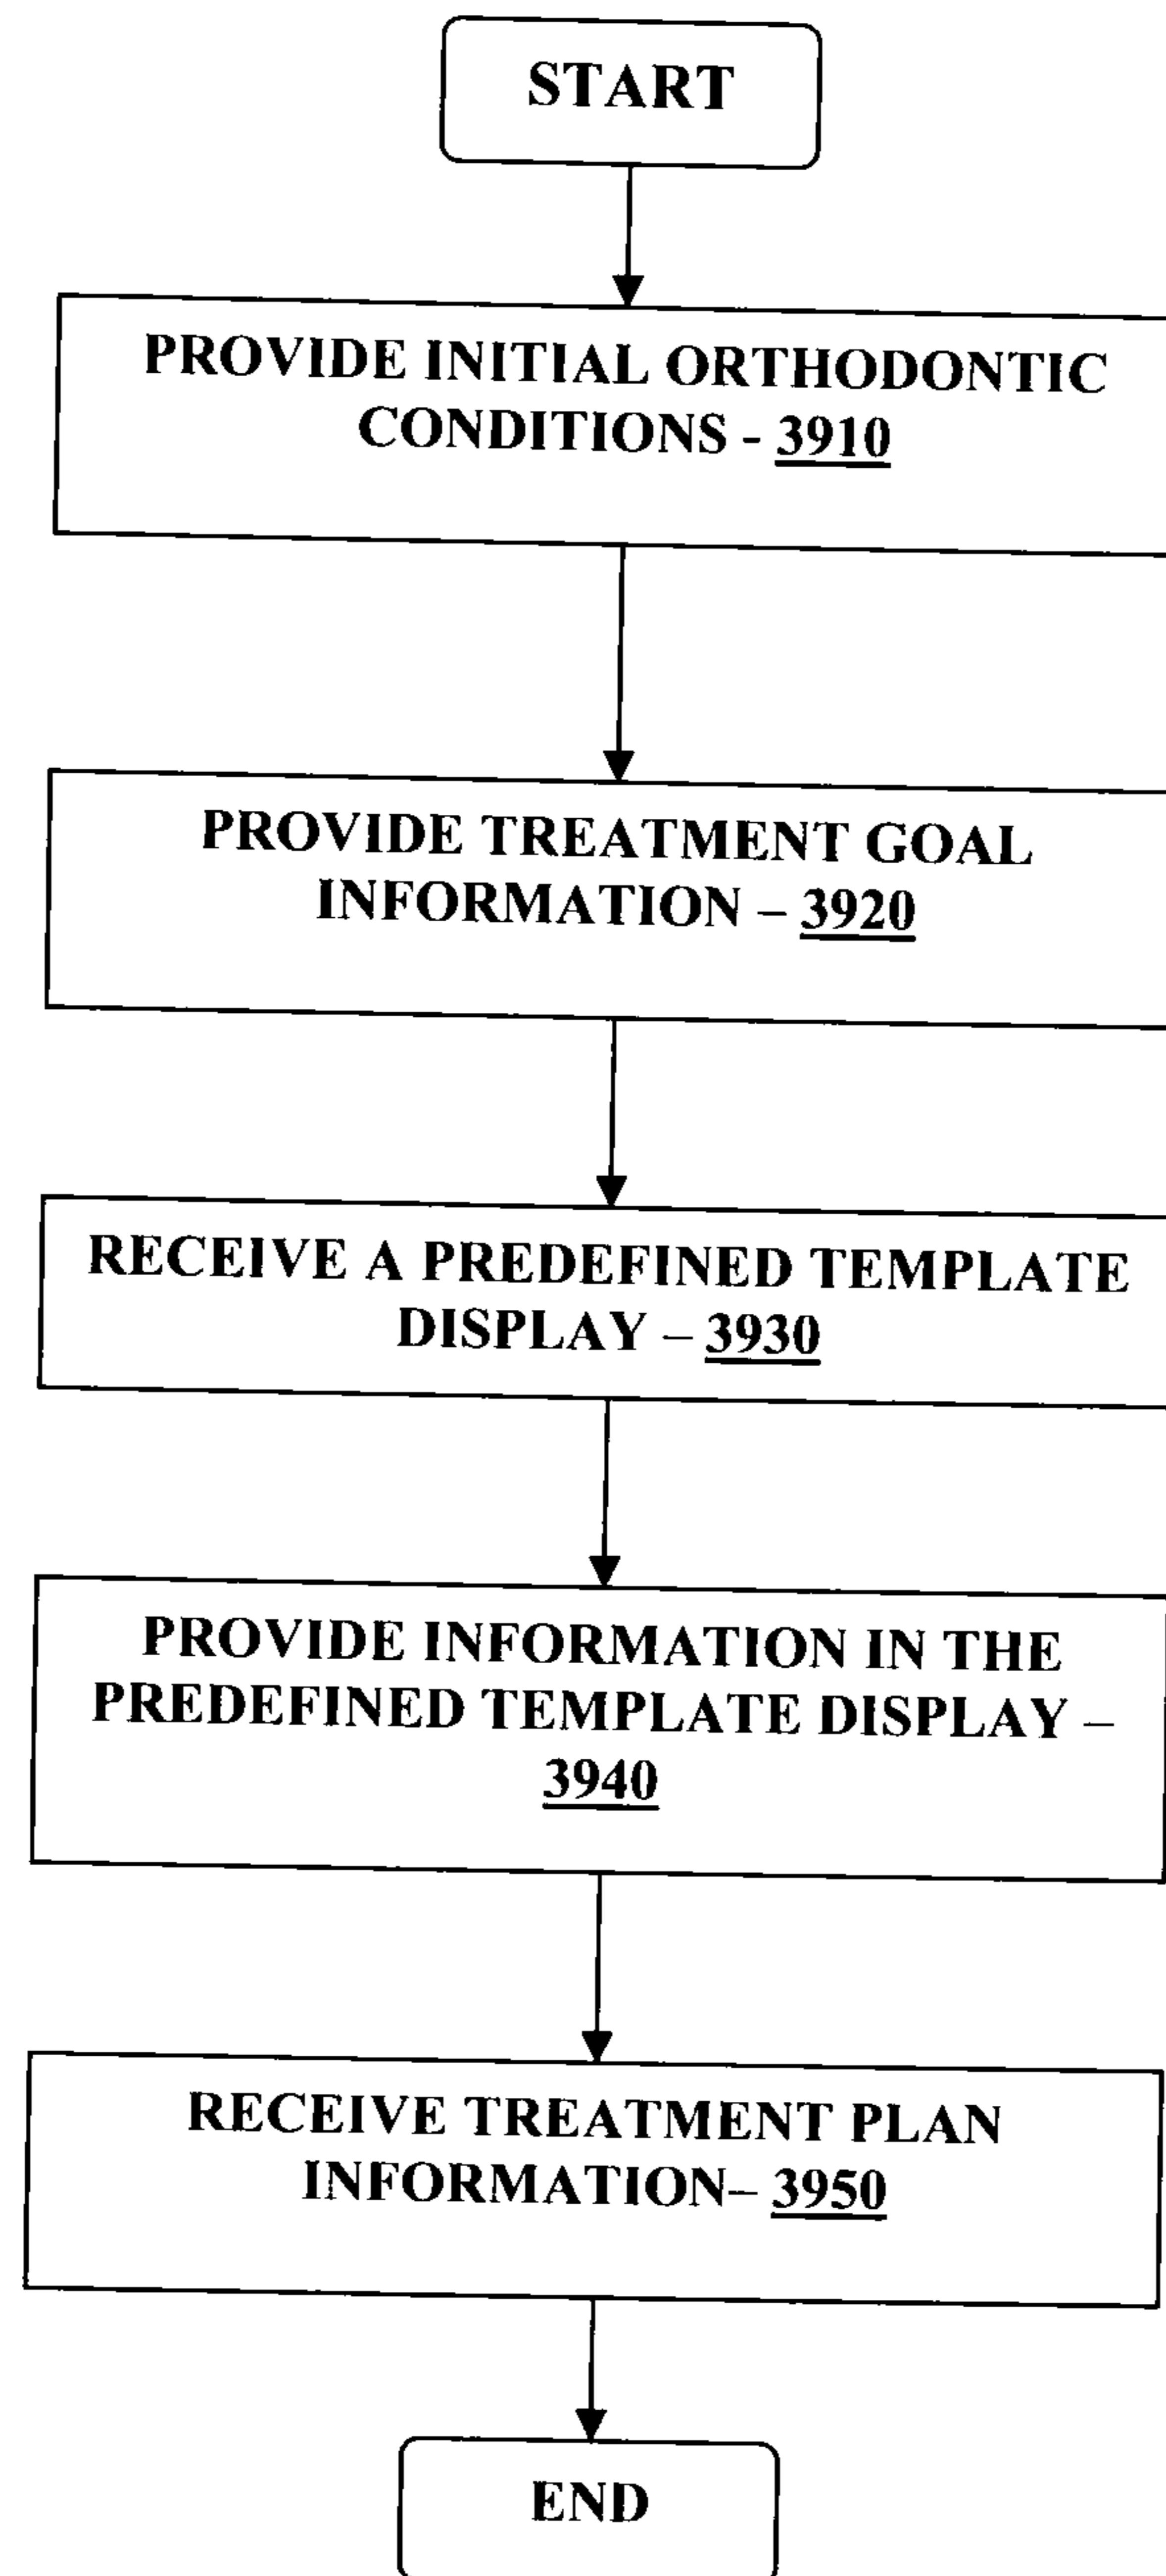 START
PROVIDE INITIAL ORTHODONTIC
CONDITIONS - 3910
PROVIDE TREATMENT GOAL
INFORMATION – 3920
RECEIVE A PREDEFINED TEMPLATE
DISPLAY – 3930
PROVIDE INFORMATION IN THE
PREDEFINED TEMPLATE DISPLAY –
3940
RECEIVE TREATMENT PLAN
INFORMATION– 3950
END